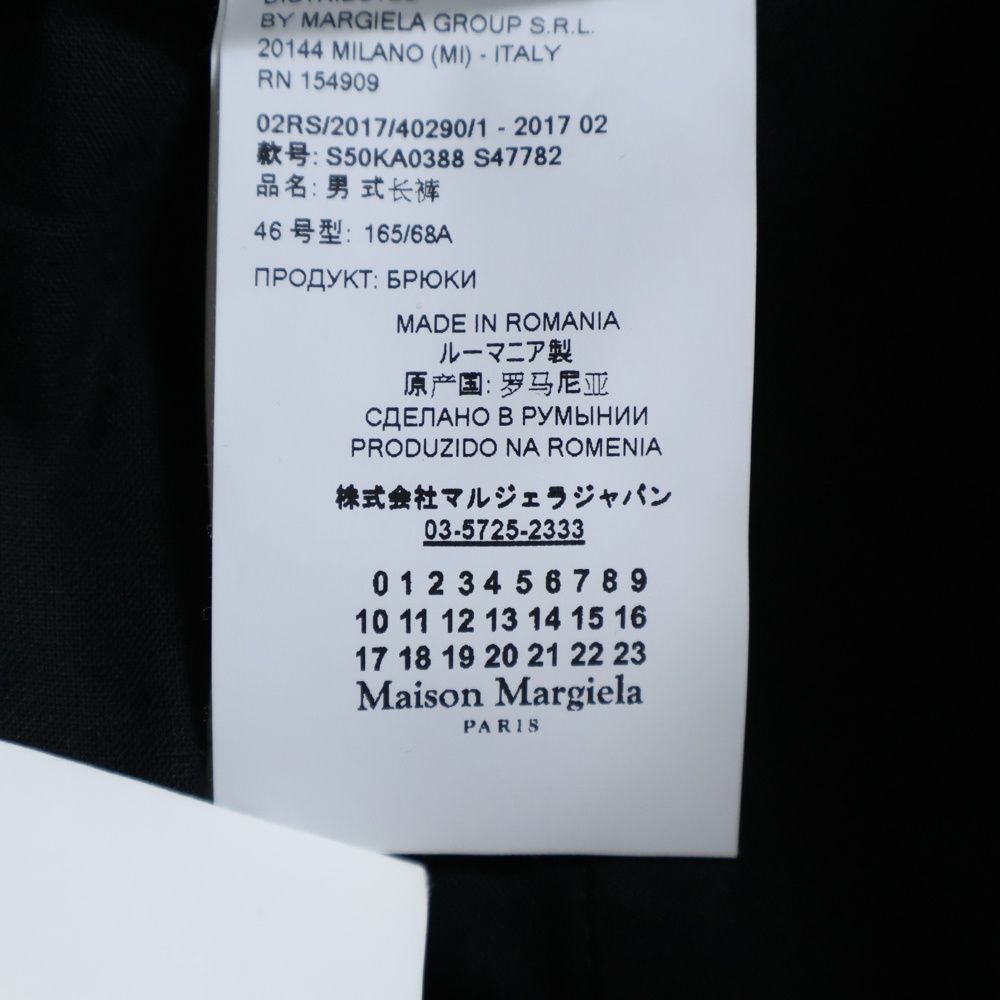 BY MARGIELA GROUP S.R.L.
20144 MILANO (MI) - ITALY
RN 154909
02RS/2017/40290/1 - 2017 02
款号: S50KA0388 S47782
品名: 男 式长裤
46 号型: 165/68A
ПРОДУКТ: БРЮКИ
MADE IN ROMANIA
ルーマニア製
原产国: 罗马尼亚
СДЕЛАНО В РУМЫНИИ
PRODUZIDO NA ROMENIA
株式会社マルジェラジャパン
03-5725-2333
0 1 2 3 4 5 6 7 8 9
10 11 12 13 14 15 16
17 18 19 20 21 22 23
Maison Margiela
PARIS